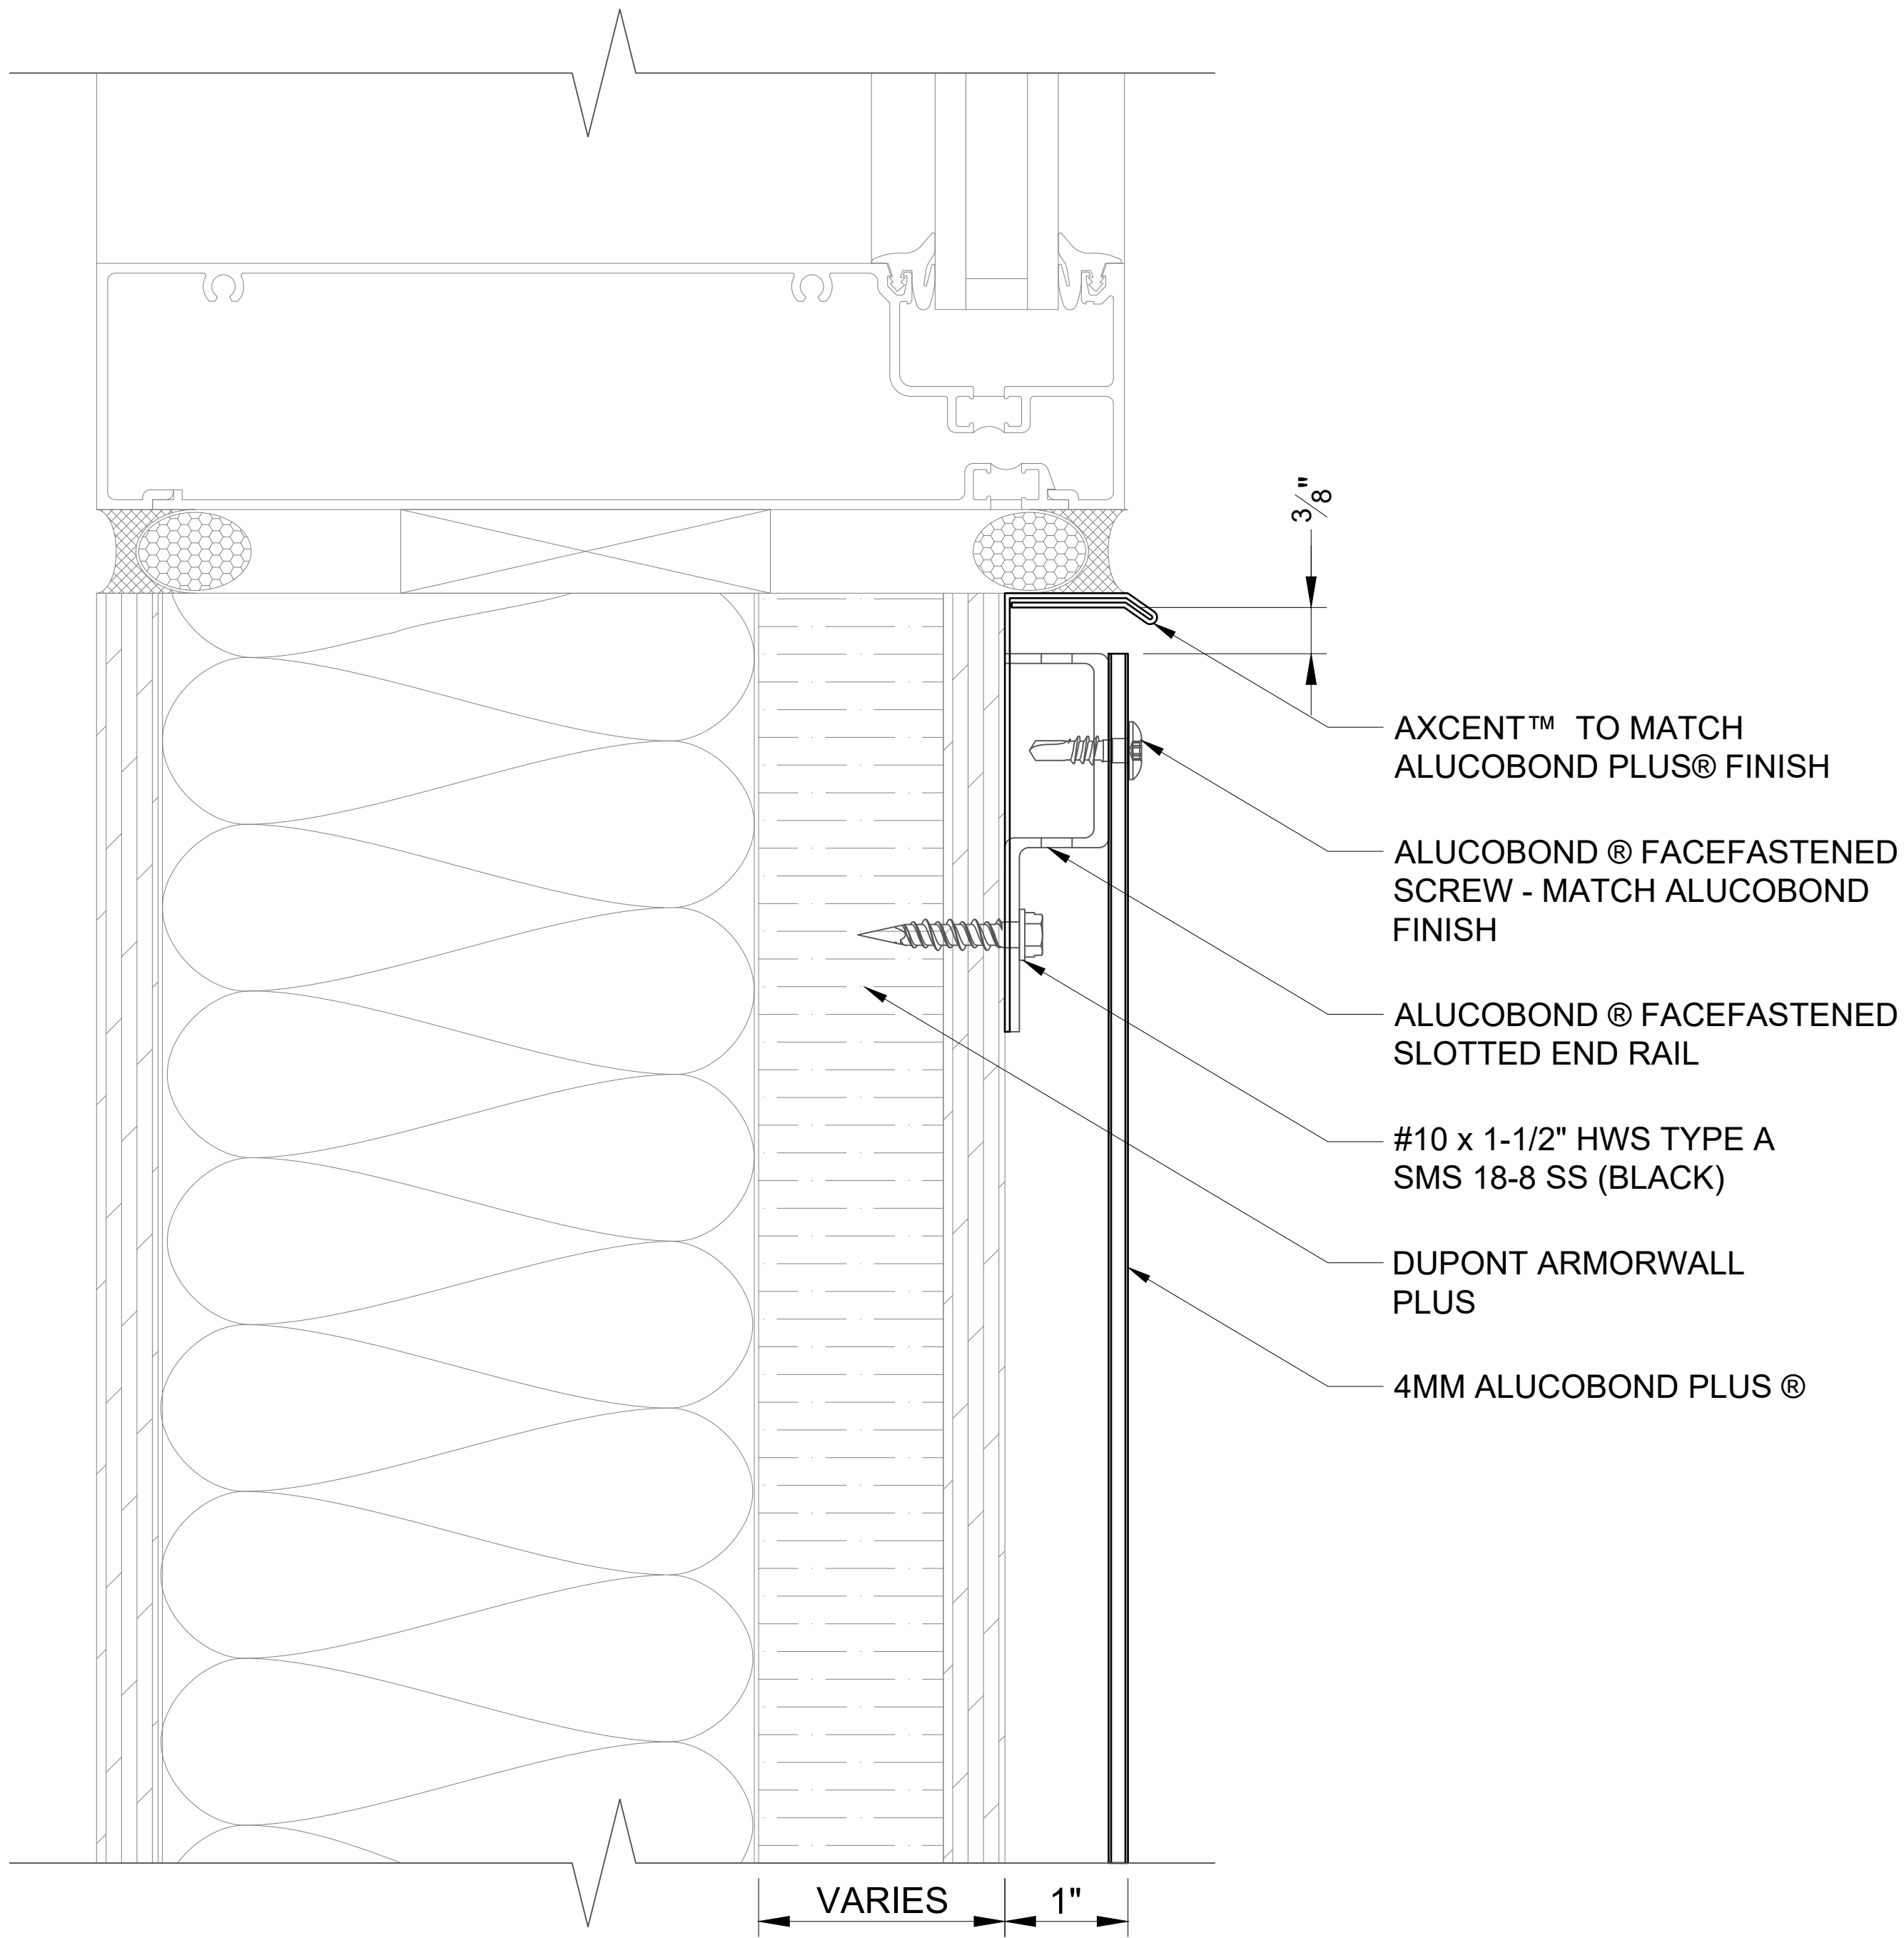 3/8"
AXCENT™ TO MATCH
ALUCOBOND PLUS® FINISH
ALUCOBOND ® FACEFASTENED
SCREW - MATCH ALUCOBOND
FINISH
ALUCOBOND ® FACEFASTENED
SLOTTED END RAIL
#10 x 1-1/2" HWS TYPE A
SMS 18-8 SS (BLACK)
DUPONT ARMORWALL
PLUS
4MM ALUCOBOND PLUS ®
VARIES
1"